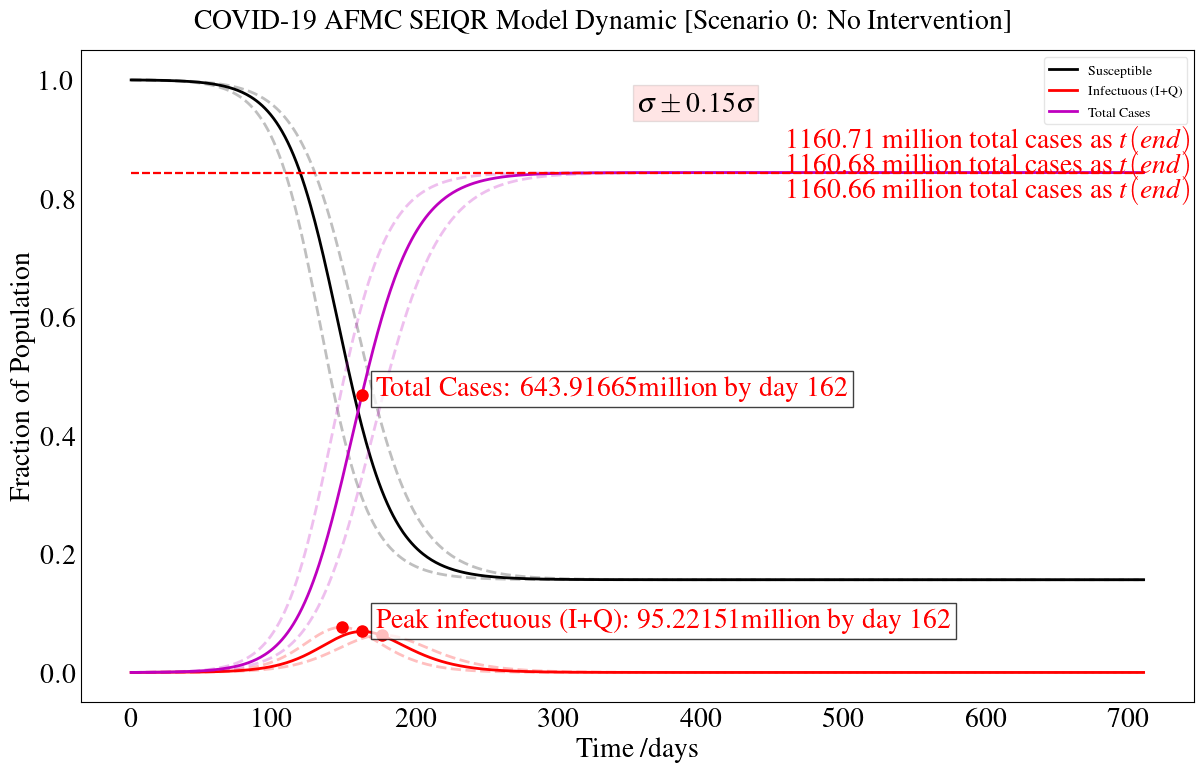 COVID-19 AFMC SEIQR Model Dynamic [Scenario 0: No Intervention]
Susceptible
Infectuous (I+Q)
Total Cases
σ ± 0.15σ
1160.71 million total cases as t(end)
1160.68 million total cases as t(end)
1160.66 million total cases as t(end)
Total Cases: 643.91665million by day 162
Peak infectuous (I+Q): 95.22151million by day 162
Fraction of Population
1.0
0.8
0.6
0.4
0.2
0.0
0 100 200 300 400 500 600 700
Time /days